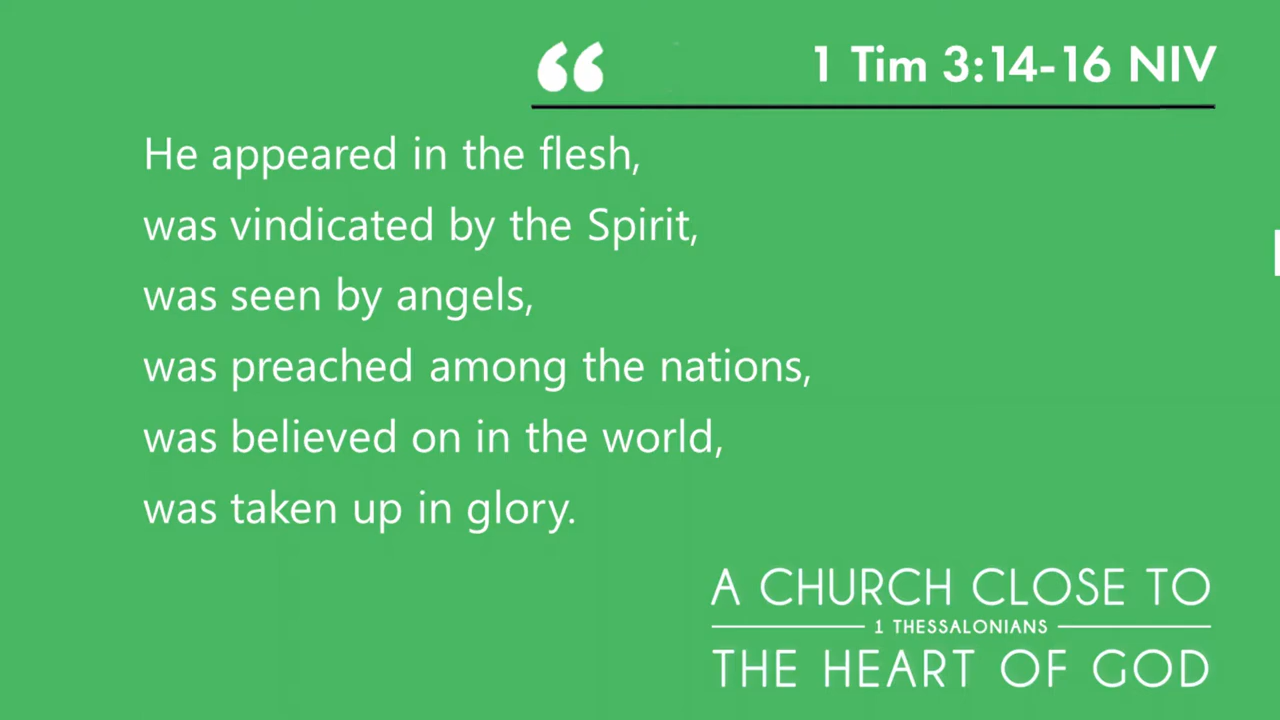 “ 1 Tim 3:14-16 NIV
He appeared in the flesh,
was vindicated by the Spirit,
was seen by angels,
was preached among the nations,
was believed on in the world,
was taken up in glory.
A CHURCH CLOSE TO
1 THESSALONIANS
THE HEART OF GOD